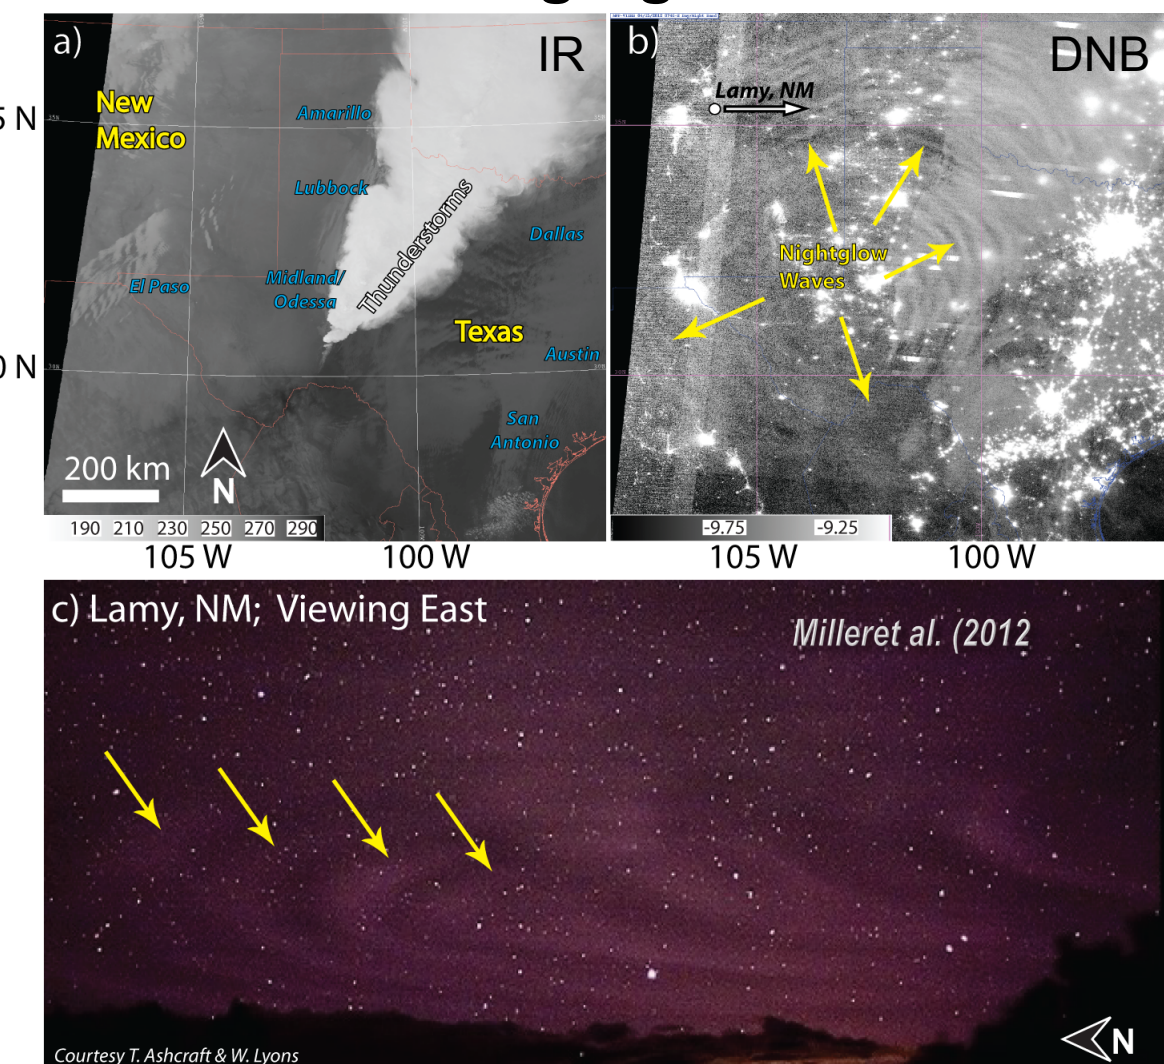 a)
IR
New
Mexico
Amarillo
Lubbock
Thunderstorms
Dallas
El Paso
Midland/
Odessa
Texas
Austin
San
Antonio
200 km
N
190 210 230 250 270 290
5 N
0 N
105 W
100 W
b)
DNB
Lamy, NM
Nightglow
Waves
-9.75
-9.25
105 W
100 W
c) Lamy, NM; Viewing East
Milleret al. (2012
N
Courtesy T. Ashcraft & W. Lyons